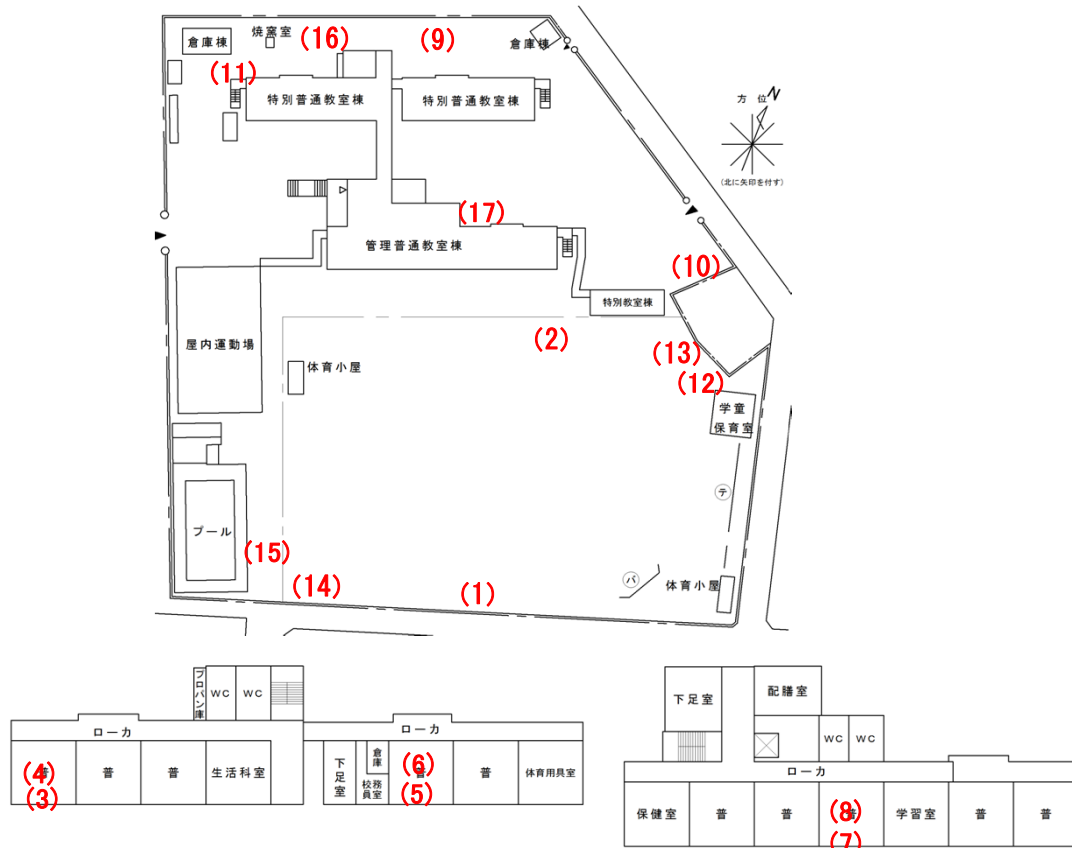 倉庫棟
焼窯室
(16)
(9)
倉庫棟
(11)
特別普通教室棟
特別普通教室棟
方 位 N
(北に矢印を付す)
(17)
管理普通教室棟
(10)
特別教室棟
(2)
屋内運動場
(13)
体育小屋
(12)
学童
保育室
テ
プール
(15)
(14)
(1)
バ
体育小屋
プロパン庫
WC
WC
ローカ
ローカ
(4)
普
普
普
生活科室
(3)
下足室
倉庫
校務員室
(6)
普
(5)
普
体育用具室
下足室
配膳室
WC
WC
ローカ
保健室
普
普
(8)
普
(7)
学習室
普
普